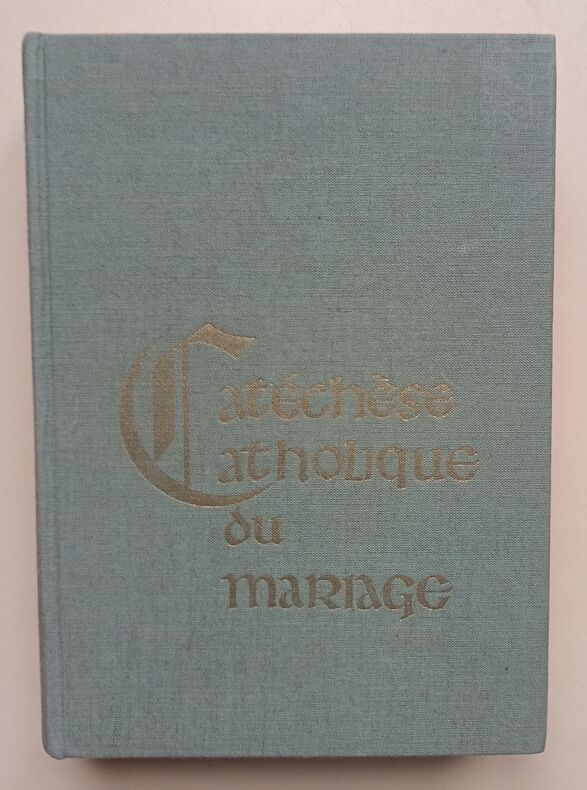 Catéchèse
Catholique
du
mariage